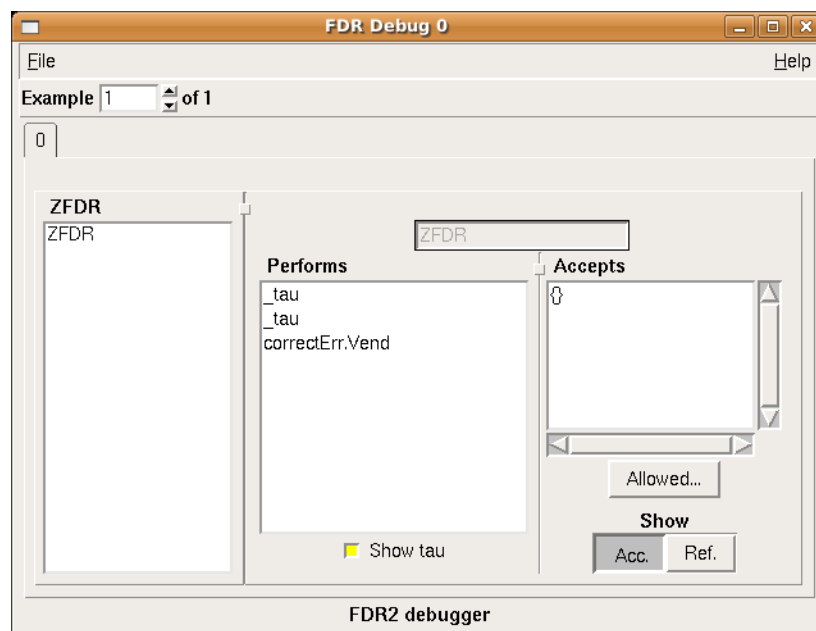 FDR Debug 0
File Help
Example 1 of 1
0
ZFDR
ZFDR
ZFDR
Performs
_tau
_tau
correctErr.Vend
Show tau
Accepts
{}
Allowed...
Show
Acc. Ref.
FDR2 debugger